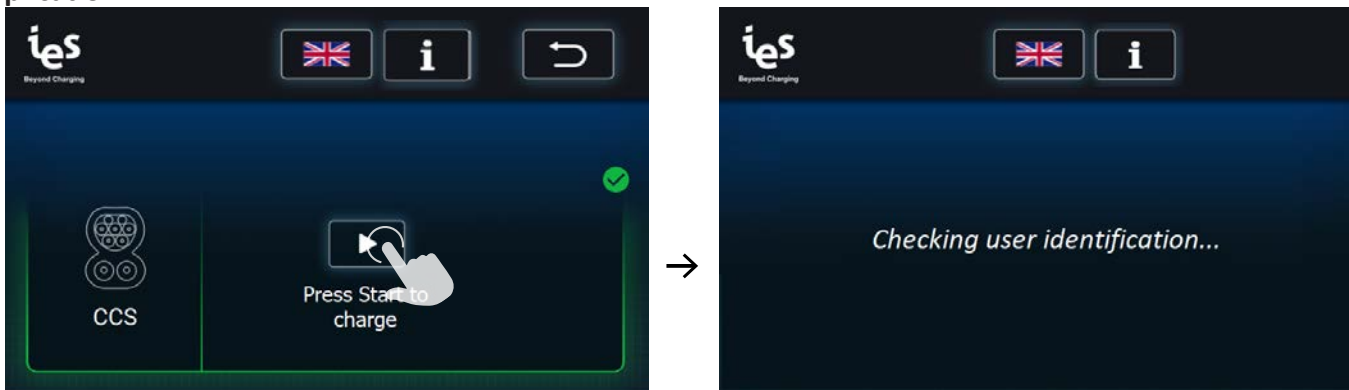 ies
Beyond Charging
i
CCS
Press Start to
charge
→
ies
Beyond Charging
i
Checking user identification...